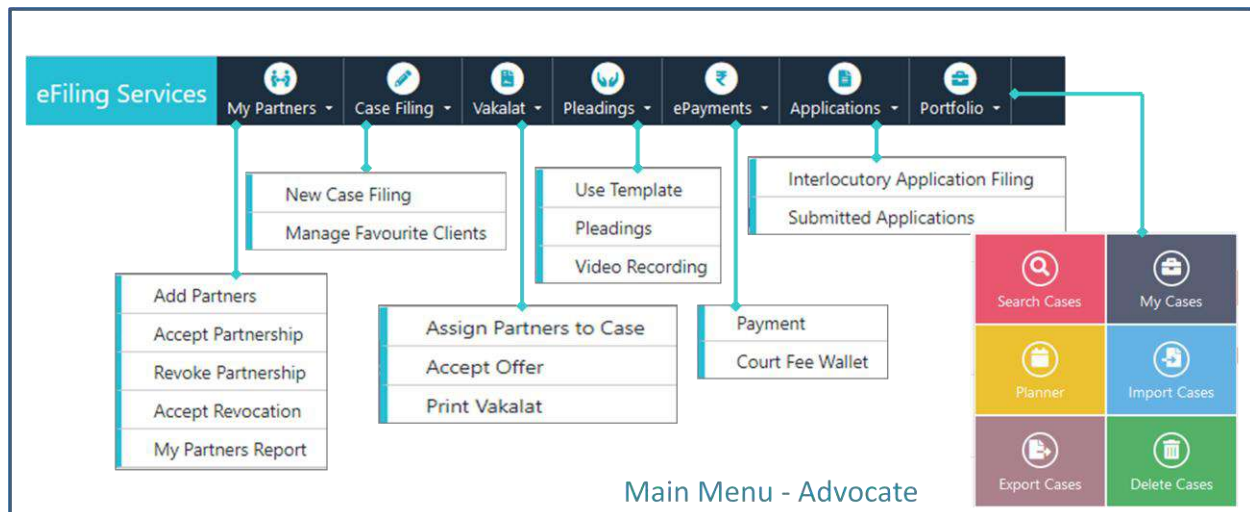 eFiling Services
My Partners
Case Filing
Vakalat
Pleadings
ePayments
Applications
Portfolio
New Case Filing
Manage Favourite Clients
Use Template
Pleadings
Video Recording
Interlocutory Application Filing
Submitted Applications
Add Partners
Accept Partnership
Revoke Partnership
Accept Revocation
My Partners Report
Assign Partners to Case
Accept Offer
Print Vakalat
Payment
Court Fee Wallet
Search Cases
My Cases
Planner
Import Cases
Export Cases
Delete Cases
Main Menu - Advocate